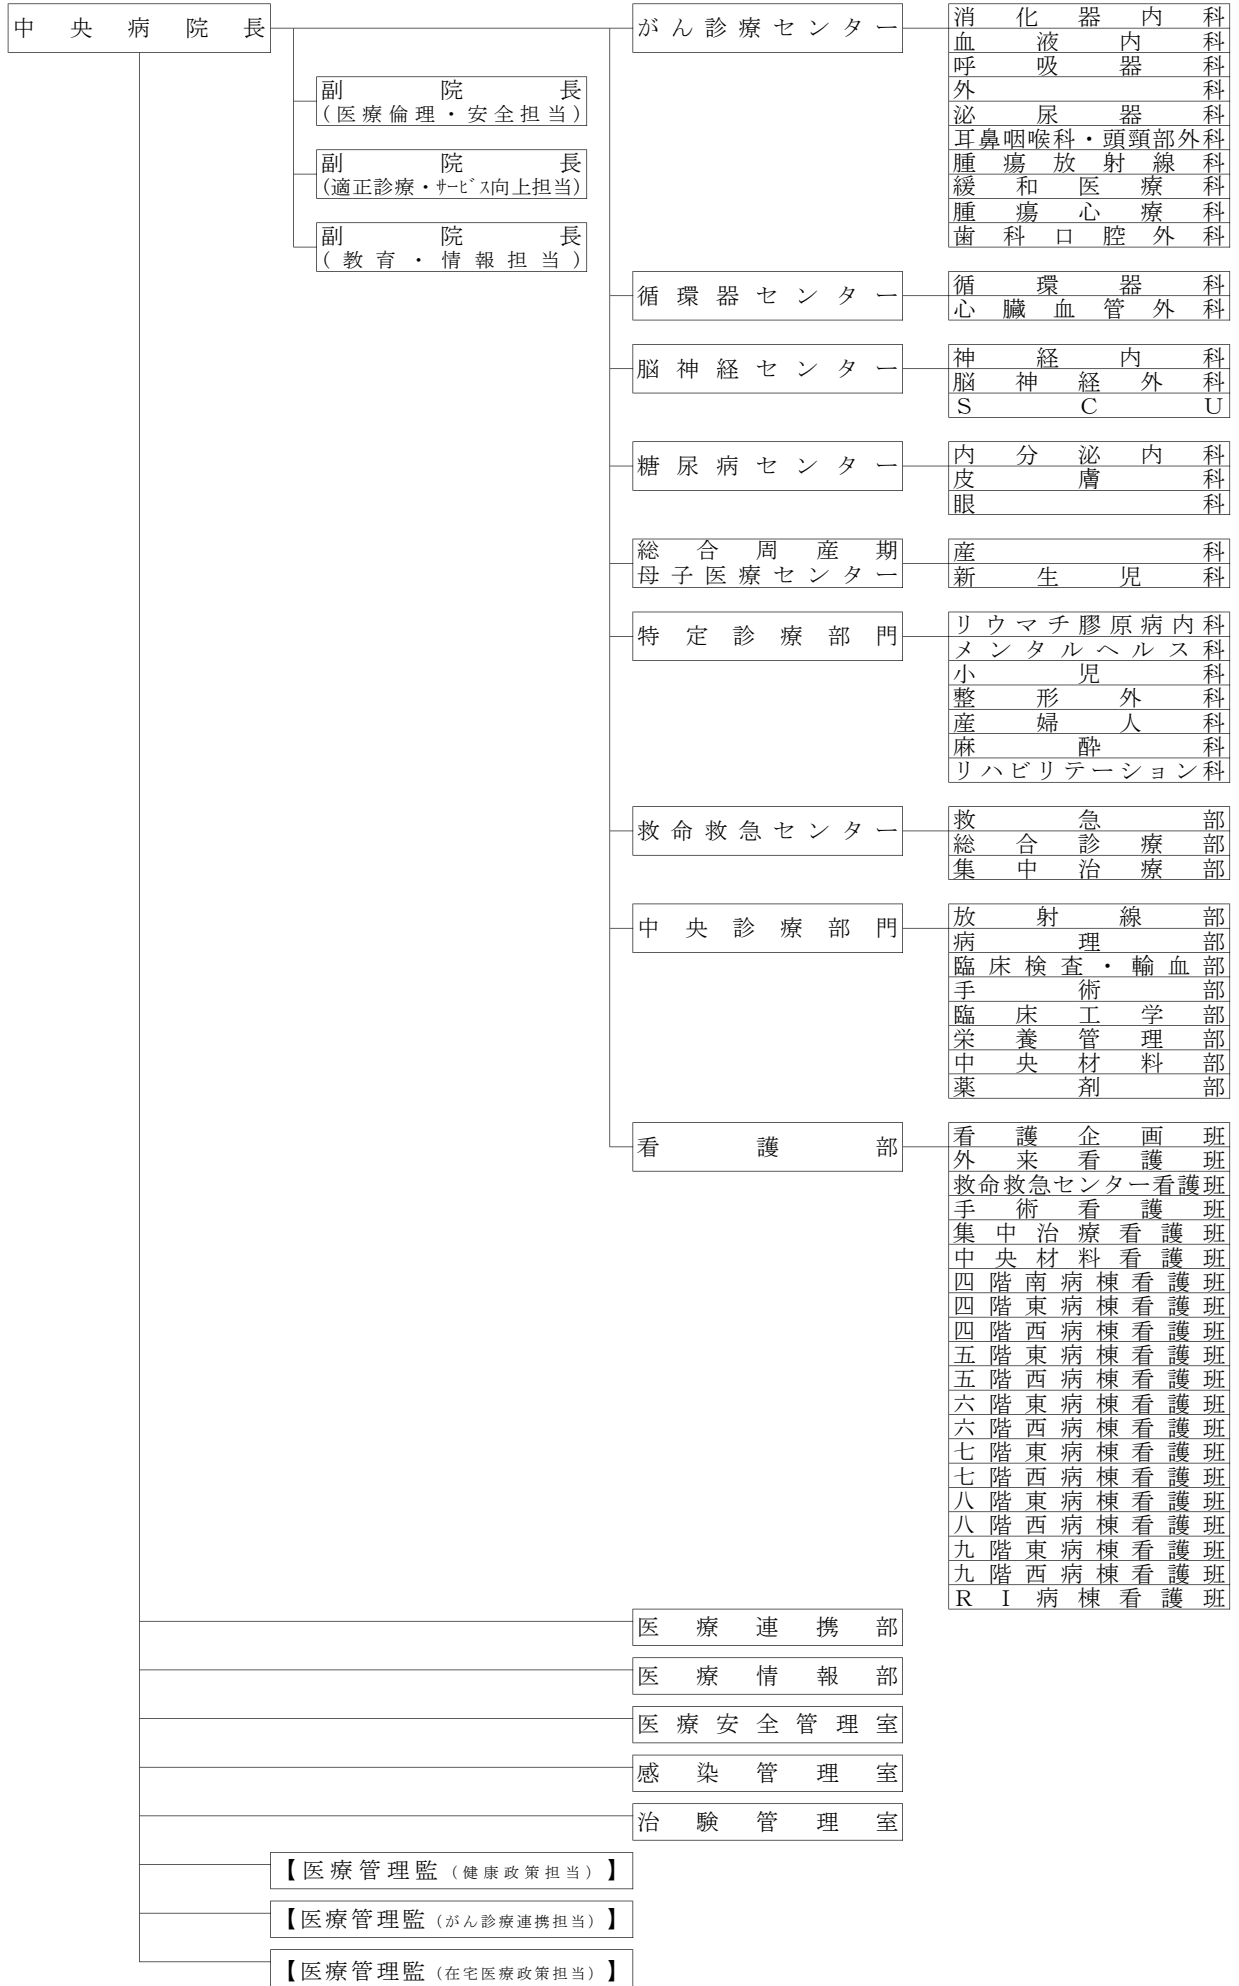 中央病院長
副院長
(医療倫理・安全担当)
副院長
(適正診療・ｻｰﾋﾞｽ向上担当)
副院長
(教育・情報担当)
がん診療センター
消化器内科
血液内科
呼吸器科
外科
泌尿器科
耳鼻咽喉科・頭頸部外科
腫瘍放射線科
緩和医療科
腫瘍心療科
歯科口腔外科
循環器センター
循環器科
心臓血管外科
脳神経センター
神経内科
脳神経外科
ＳＣＵ
糖尿病センター
内分泌内科
皮膚科
眼科
総合周産期
母子医療センター
産科
新生児科
特定診療部門
リウマチ膠原病内科
メンタルヘルス科
小児科
整形外科
産婦人科
麻酔科
リハビリテーション科
救命救急センター
救急部
総合診療部
集中治療部
中央診療部門
放射線部
病理部
臨床検査・輸血部
手術部
臨床工学部
栄養管理部
中央材料部
薬剤部
看護部
看護企画班
外来看護班
救命救急センター看護班
手術看護班
集中治療看護班
中央材料看護班
四階南病棟看護班
四階東病棟看護班
四階西病棟看護班
五階東病棟看護班
五階西病棟看護班
六階東病棟看護班
六階西病棟看護班
七階東病棟看護班
七階西病棟看護班
八階東病棟看護班
八階西病棟看護班
九階東病棟看護班
九階西病棟看護班
ＲＩ病棟看護班
医療連携部
医療情報部
医療安全管理室
感染管理室
治験管理室
【医療管理監（健康政策担当）】
【医療管理監（がん診療連携担当）】
【医療管理監（在宅医療政策担当）】